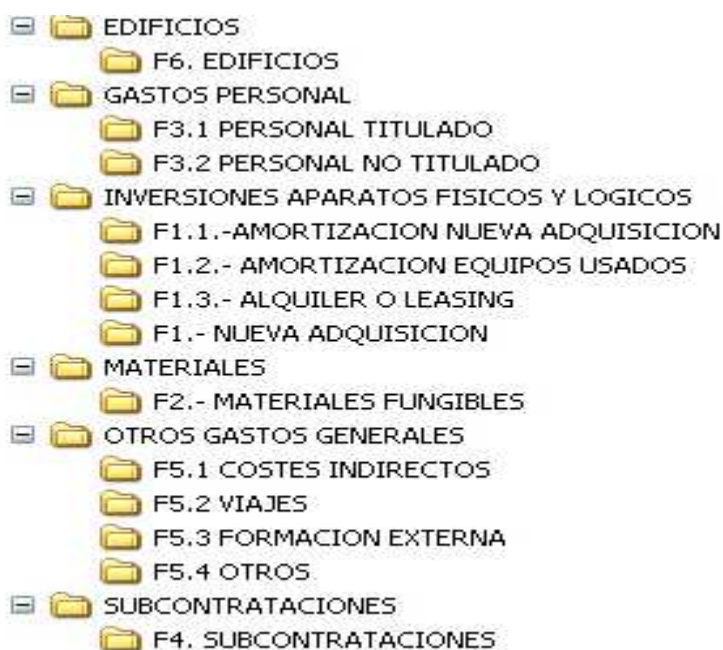 EDIFICIOS
F6. EDIFICIOS
GASTOS PERSONAL
F3.1 PERSONAL TITULADO
F3.2 PERSONAL NO TITULADO
INVERSIONES APARATOS FISICOS Y LOGICOS
F1.1.-AMORTIZACION NUEVA ADQUISICION
F1.2.- AMORTIZACION EQUIPOS USADOS
F1.3.- ALQUILER O LEASING
F1.- NUEVA ADQUISICION
MATERIALES
F2.- MATERIALES FUNGIBLES
OTROS GASTOS GENERALES
F5.1 COSTES INDIRECTOS
F5.2 VIAJES
F5.3 FORMACION EXTERNA
F5.4 OTROS
SUBCONTRATACIONES
F4. SUBCONTRATACIONES